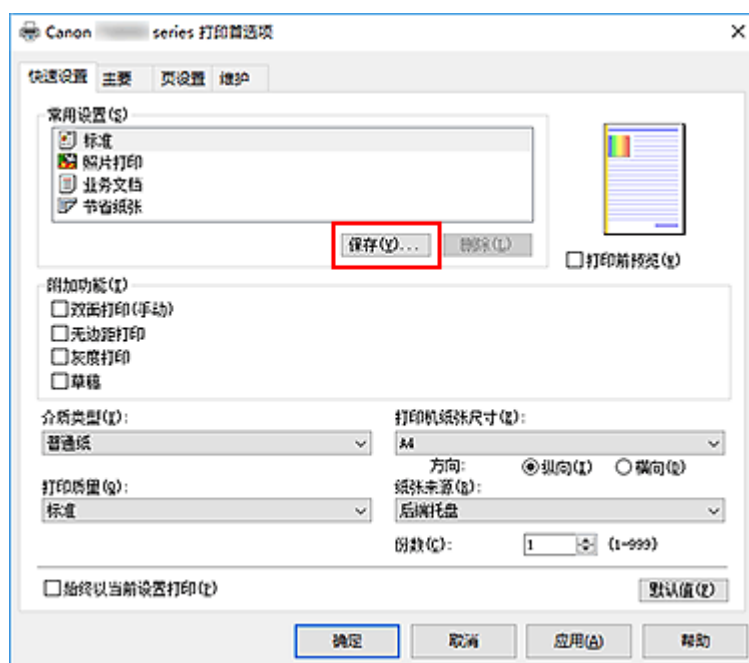 Canon series 打印首选项
快速设置 主要 页设置 维护
常用设置(S)
标准
照片打印
业务文档
节省纸张
保存(V)... 删除(L)
打印前预览(W)
附加功能(T)
双面打印(手动)
无边距打印
灰度打印
草稿
介质类型(Y): 打印机纸张尺寸(Z):
普通纸 A4
方向: 纵向(I) 横向(D)
打印质量(Q): 纸张来源(B):
标准 后端托盘
份数(C): 1 (1-999)
始终以当前设置打印(P) 默认值(F)
确定 取消 应用(A) 帮助